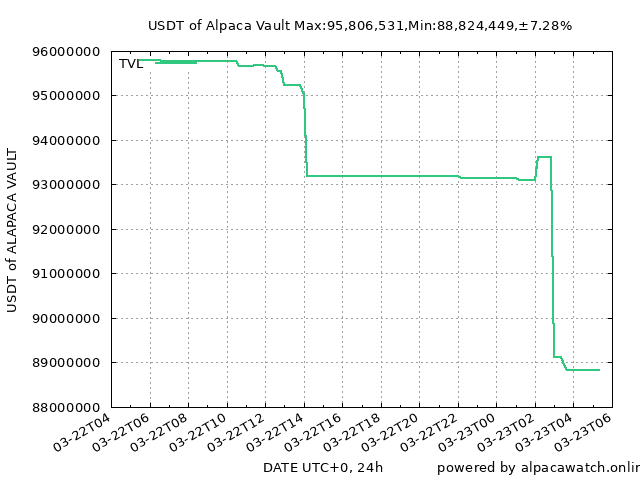 USDT of Alpaca Vault Max:95,806,531,Min:88,824,449,±7.28%
96000000
TVL
95000000
94000000
93000000
92000000
91000000
90000000
89000000
88000000
USDT of ALAPACA VAULT
03-22T04
03-22T06
03-22T08
03-22T10
03-22T12
03-22T14
03-22T16
03-22T18
03-22T20
03-22T22
03-23T00
03-23T02
03-23T04
03-23T06
DATE UTC+0, 24h
powered by alpacawatch.onlin